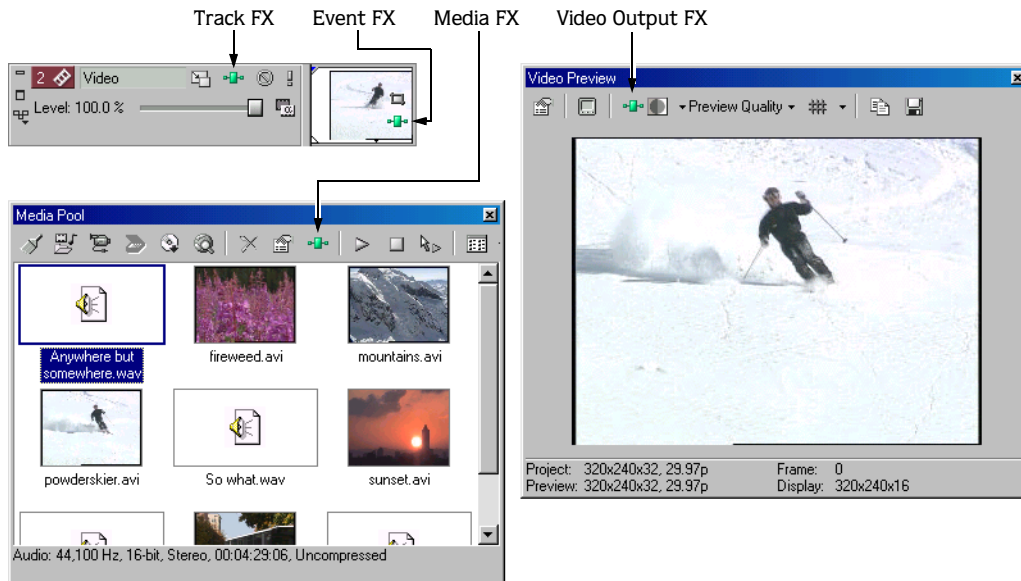 Track FX Event FX Media FX Video Output FX
2 Video
Level: 100.0 %
Video Preview
Preview Quality
Project: 320x240x32, 29.97p Frame: 0
Preview: 320x240x32, 29.97p Display: 320x240x16
Media Pool
Anywhere but
somewhere.wav
fireweed.avi
mountains.avi
powderskier.avi
So what.wav
sunset.avi
Audio: 44,100 Hz, 16-bit, Stereo, 00:04:29:06, Uncompressed